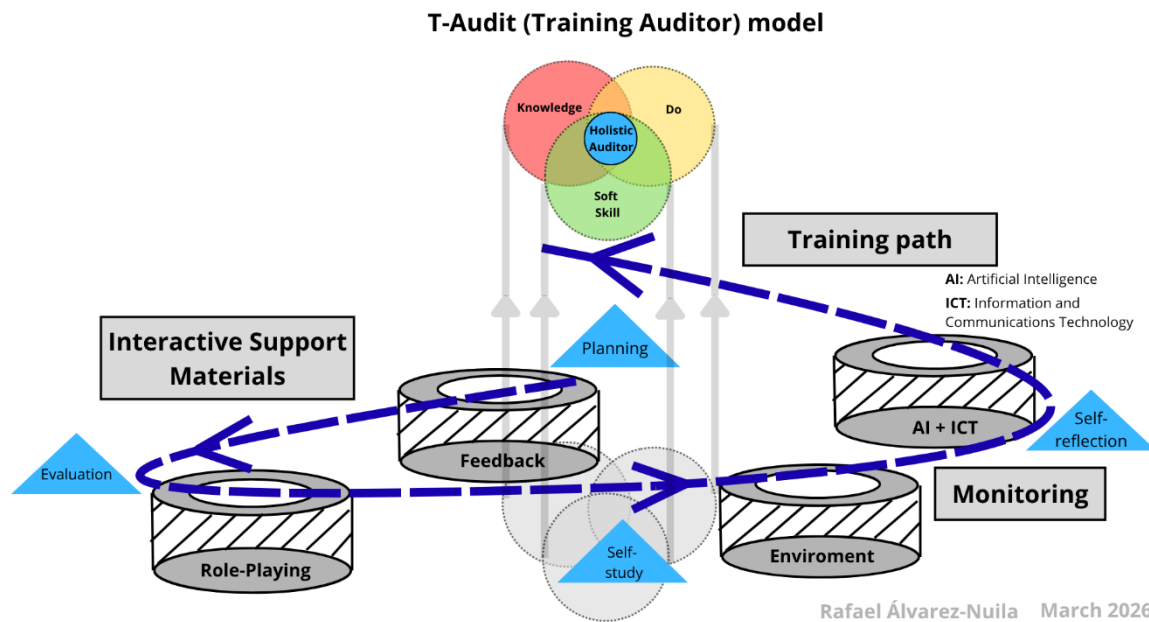 T-Audit (Training Auditor) model
Knowledge
Do
Holistic
Auditor
Soft
Skill
Training path
AI: Artificial Intelligence
ICT: Information and
Communications Technology
Interactive Support
Materials
Planning
AI + ICT
Self-
reflection
Feedback
Evaluation
Monitoring
Role-Playing
Self-
study
Enviroment
Rafael Álvarez-Nuila March 2026